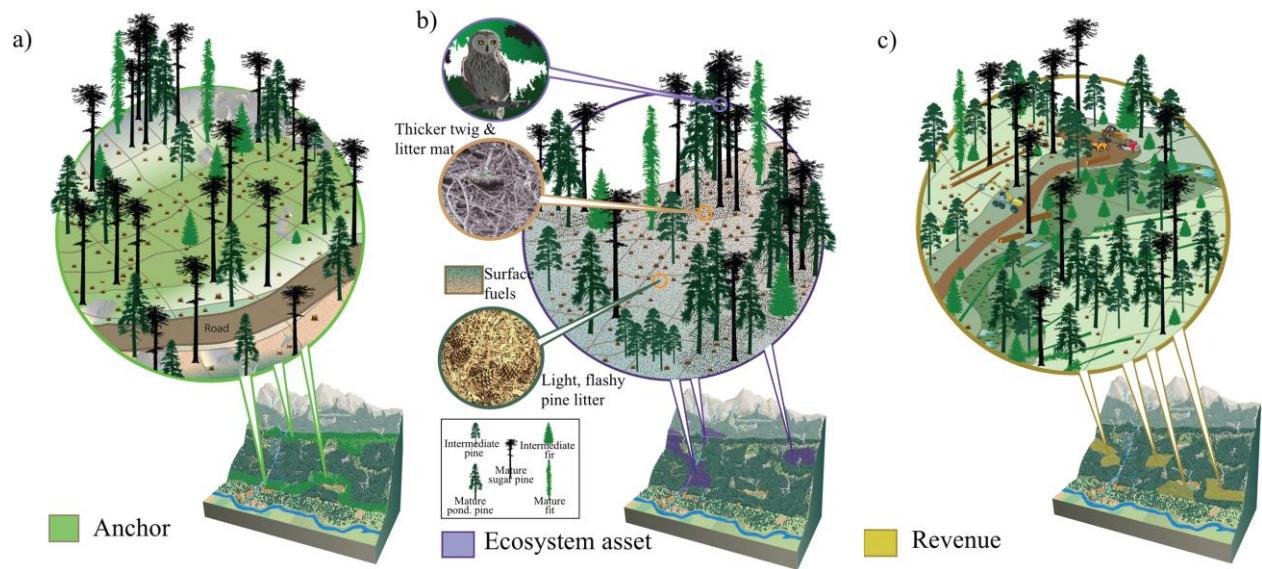 a)
Road
Anchor
b)
Thicker twig &
litter mat
Surface
fuels
Light, flashy
pine litter
Intermediate
pine
Intermediate
fir
Mature
sugar pine
Mature
pond. pine
Mature
fit
Ecosystem asset
c)
Revenue